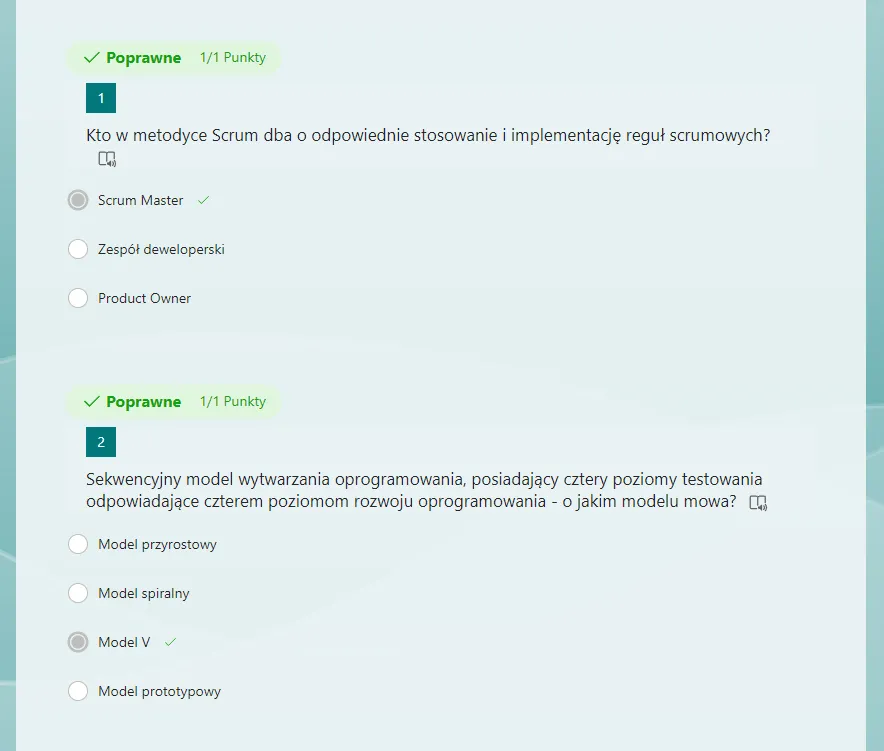 Poprawne 1/1 Punkty
1
Kto w metodyce Scrum dba o odpowiednie stosowanie i implementację reguł scrumowych?
Scrum Master
Zespół deweloperski
Product Owner
Poprawne 1/1 Punkty
2
Sekwencyjny model wytwarzania oprogramowania, posiadający cztery poziomy testowania
odpowiadające czterem poziomom rozwoju oprogramowania - o jakim modelu mowa?
Model przyrostowy
Model spiralny
Model V
Model prototypowy